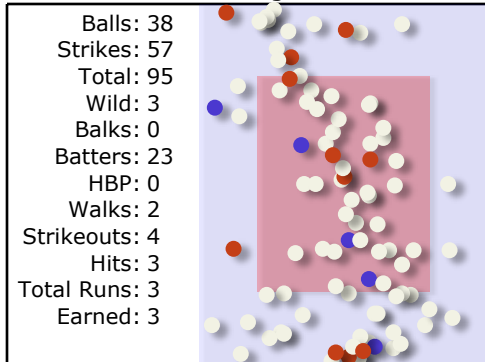 Balls: 38
Strikes: 57
Total: 95
Wild: 3
Balks: 0
Batters: 23
HBP: 0
Walks: 2
Strikeouts: 4
Hits: 3
Total Runs: 3
Earned: 3